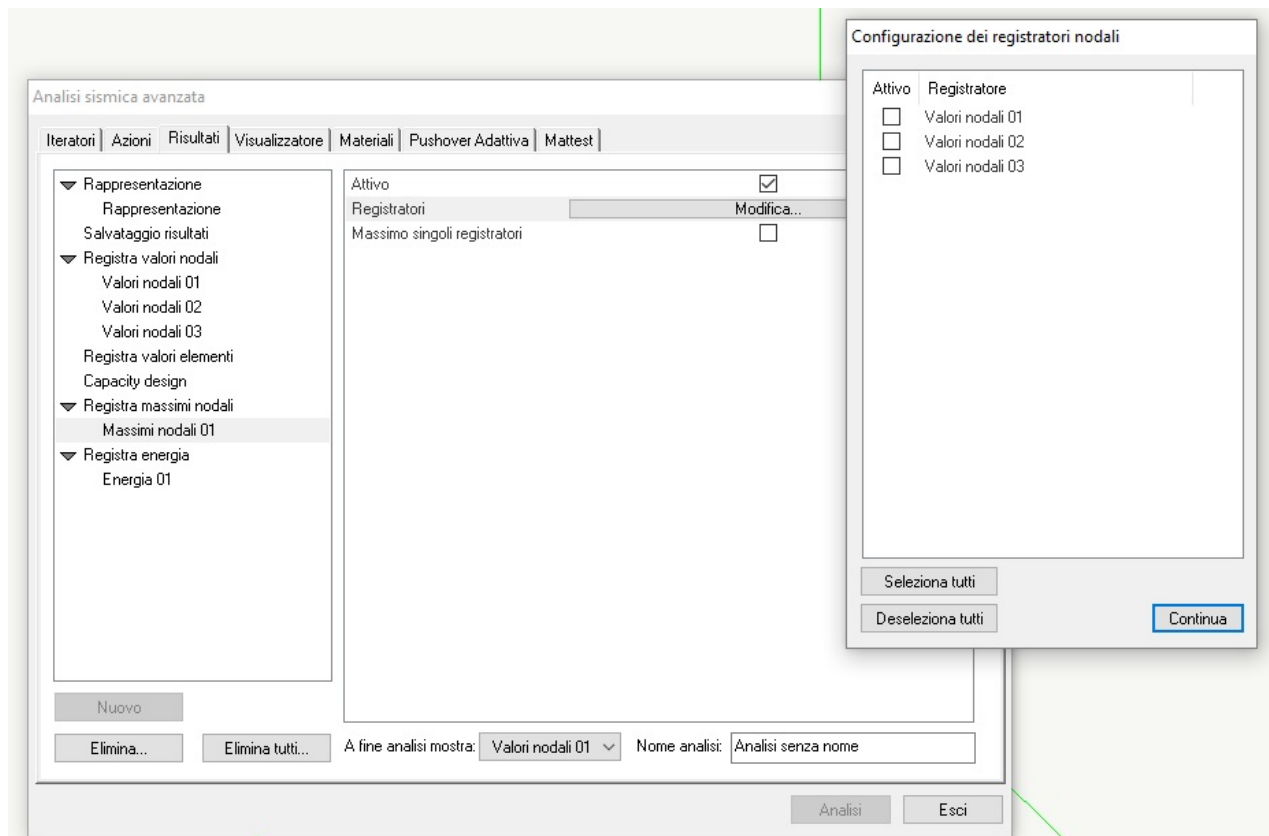 Configurazione dei registratori nodali
Attivo Registratore
Valori nodali 01
Valori nodali 02
Valori nodali 03
Seleziona tutti
Deseleziona tutti
Continua
Analisi sismica avanzata
Iteratori Azioni Risultati Visualizzatore Materiali Pushover Adattiva Mattest
Rappresentazione
Rappresentazione
Salvataggio risultati
Registra valori nodali
Valori nodali 01
Valori nodali 02
Valori nodali 03
Registra valori elementi
Capacity design
Registra massimi nodali
Massimi nodali 01
Registra energia
Energia 01
Attivo
Registratori Modifica...
Massimo singoli registratori
Nuovo
Elimina... Elimina tutti... A fine analisi mostra: Valori nodali 01 Nome analisi: Analisi senza nome
Analisi Esci